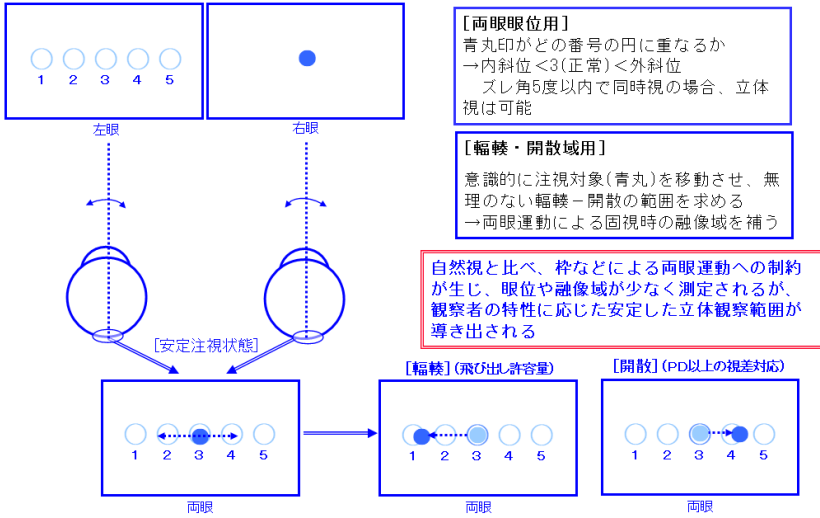 1 2 3 4 5
左眼
右眼
[両眼眼位用]
青丸印がどの番号の円に重なるか
→内斜位＜3(正常)＜外斜位
ズレ角5度以内で同時視の場合、立体
視は可能
[輻輳・開散域用]
意識的に注視対象(青丸)を移動させ、無
理のない輻輳－開散の範囲を求める
→両眼運動による固視時の融像域を補う
自然視と比べ、枠などによる両眼運動への制約
が生じ、眼位や融像域が少なく測定されるが、
観察者の特性に応じた安定した立体観察範囲が
導き出される
[安定注視状態]
1 2 3 4 5
両眼
[輻輳](飛び出し許容量)
1 2 3 4 5
両眼
[開散](PD以上の視差対応)
1 2 3 4 5
両眼